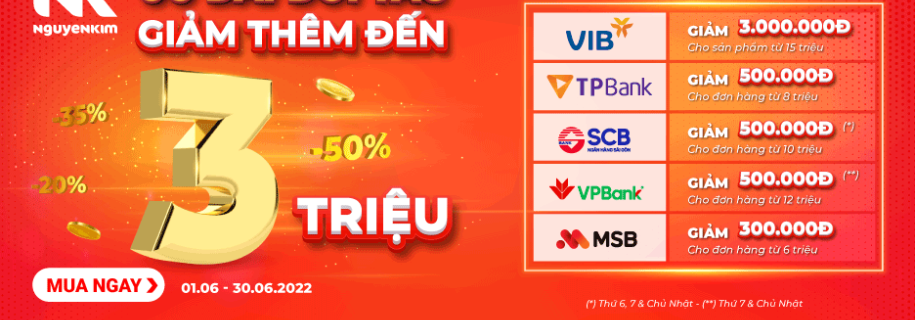 NGUYENKIM
GIẢM THÊM ĐẾN
3
TRIỆU
-35%
-50%
-20%
MUA NGAY
01.06 - 30.06.2022
VIB
GIẢM 3.000.000Đ
Cho sản phẩm từ 15 triệu
TPBank
GIẢM 500.000Đ
Cho đơn hàng từ 8 triệu
SCB
NGÂN HÀNG SÀI GÒN
GIẢM 500.000Đ (*)
Cho đơn hàng từ 10 triệu
VPBank
GIẢM 500.000Đ (**)
Cho đơn hàng từ 12 triệu
MSB
GIẢM 300.000Đ
Cho đơn hàng từ 6 triệu
(*) Thứ 6, 7 & Chủ Nhật - (**) Thứ 7 & Chủ Nhật